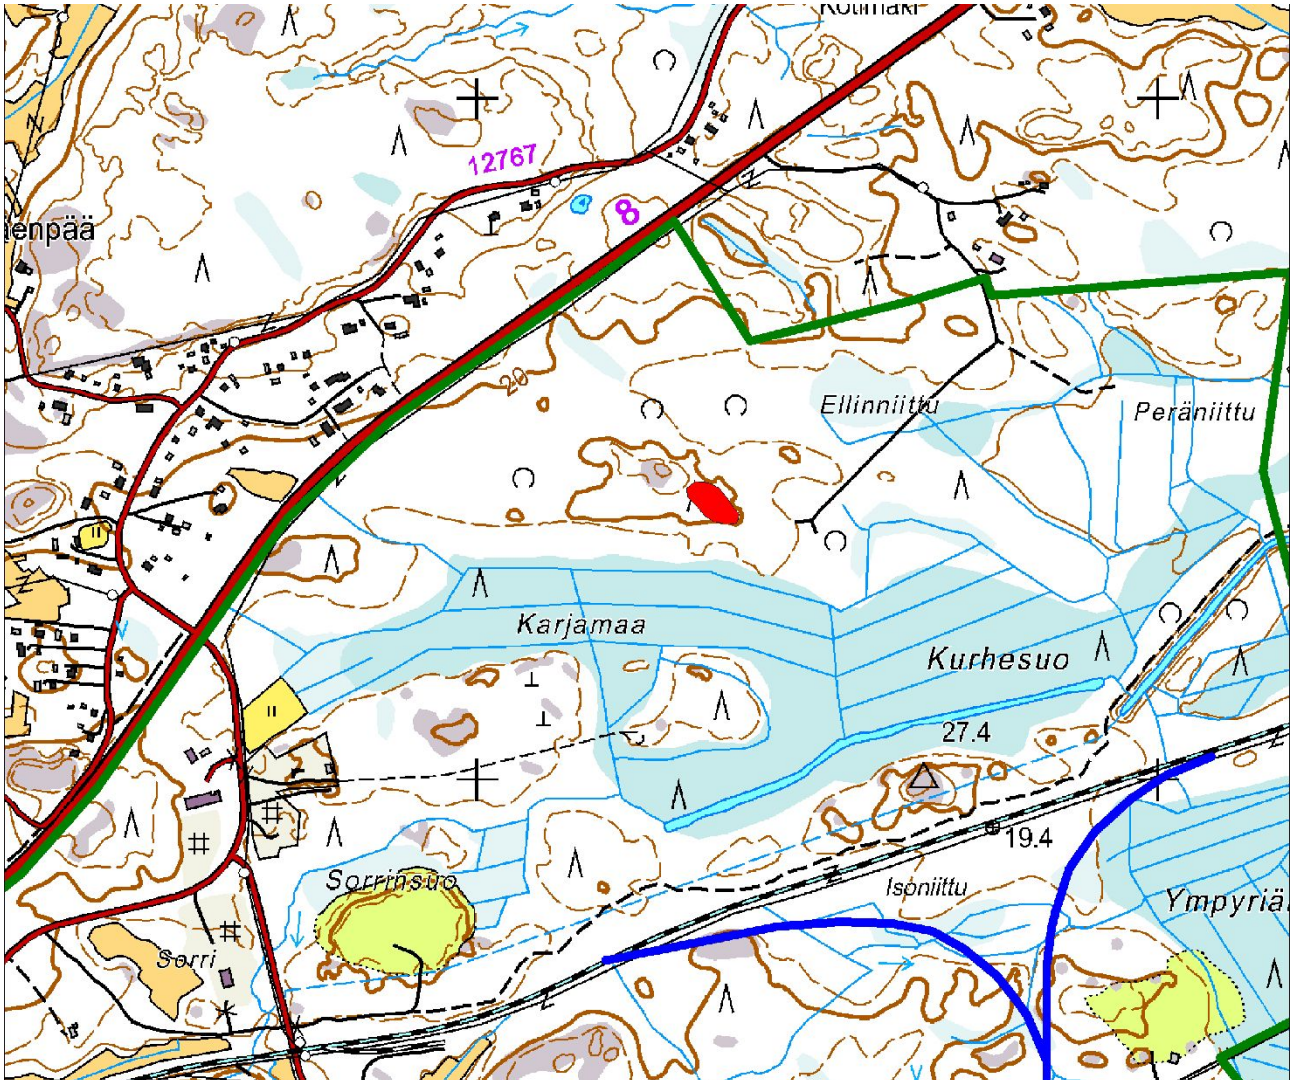 Kotimäki
12767
8
enpää
20
Ellinniittu
Peräniittu
Karjamaa
Kurhesuo
27.4
19.4
Sorrinsuo
Isoniittu
Ympyriä
Sorri